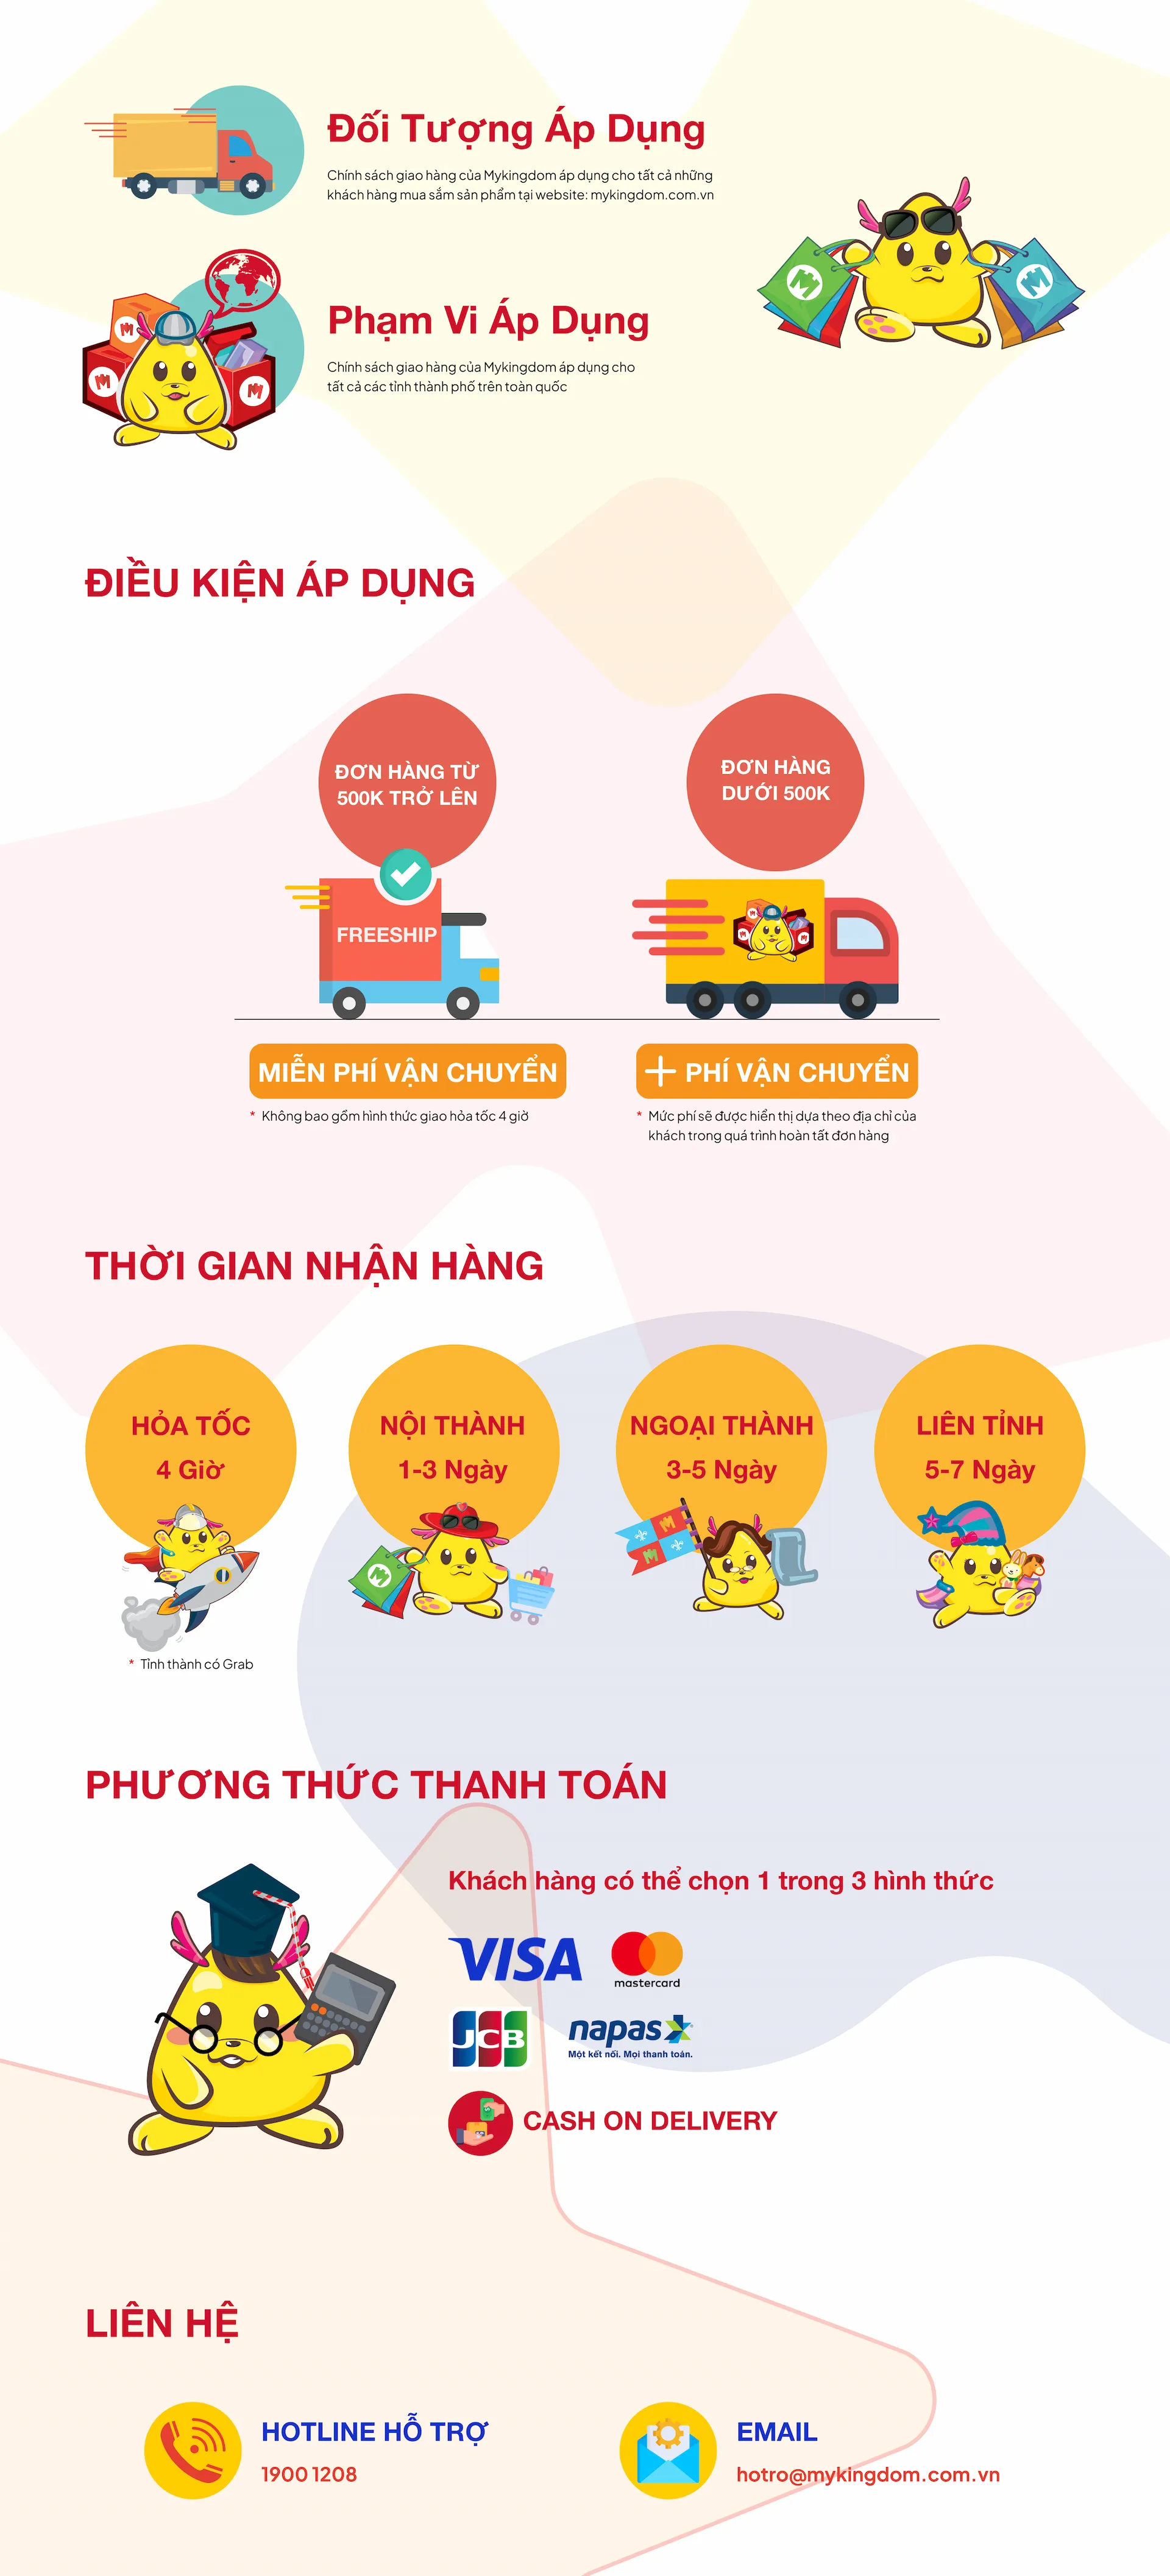 Đối Tượng Áp Dụng
Chính sách giao hàng của Mykingdom áp dụng cho tất cả những
khách hàng mua sắm sản phẩm tại website: mykingdom.com.vn
Phạm Vi Áp Dụng
Chính sách giao hàng của Mykingdom áp dụng cho
tất cả các tỉnh thành phố trên toàn quốc
ĐIỀU KIỆN ÁP DỤNG
ĐƠN HÀNG TỪ
500K TRỞ LÊN
ĐƠN HÀNG
DƯỚI 500K
FREESHIP
MIỄN PHÍ VẬN CHUYỂN
+ PHÍ VẬN CHUYỂN
* Không bao gồm hình thức giao hỏa tốc 4 giờ
* Mức phí sẽ được hiển thị dựa theo địa chỉ của
khách trong quá trình hoàn tất đơn hàng
THỜI GIAN NHẬN HÀNG
HỎA TỐC
4 Giờ
NỘI THÀNH
1-3 Ngày
NGOẠI THÀNH
3-5 Ngày
LIÊN TỈNH
5-7 Ngày
* Tỉnh thành có Grab
PHƯƠNG THỨC THANH TOÁN
Khách hàng có thể chọn 1 trong 3 hình thức
VISA
mastercard
JCB
napas
Một kết nối. Mọi thanh toán.
CASH ON DELIVERY
LIÊN HỆ
HOTLINE HỖ TRỢ
1900 1208
EMAIL
hotro@mykingdom.com.vn